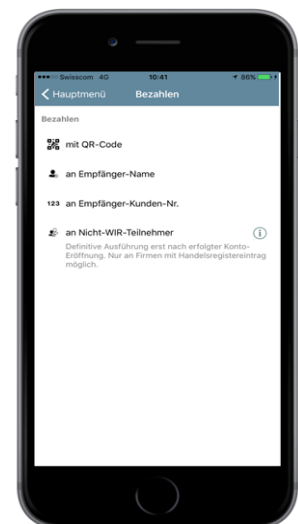 Swisscom 4G 10:41 86%
Hauptmenü Bezahlen
Bezahlen
mit QR-Code
an Empfänger-Name
123 an Empfänger-Kunden-Nr.
an Nicht-WIR-Teilnehmer i
Definitive Ausführung erst nach erfolgter Konto-
Eröffnung. Nur an Firmen mit Handelsregistereintrag
möglich.